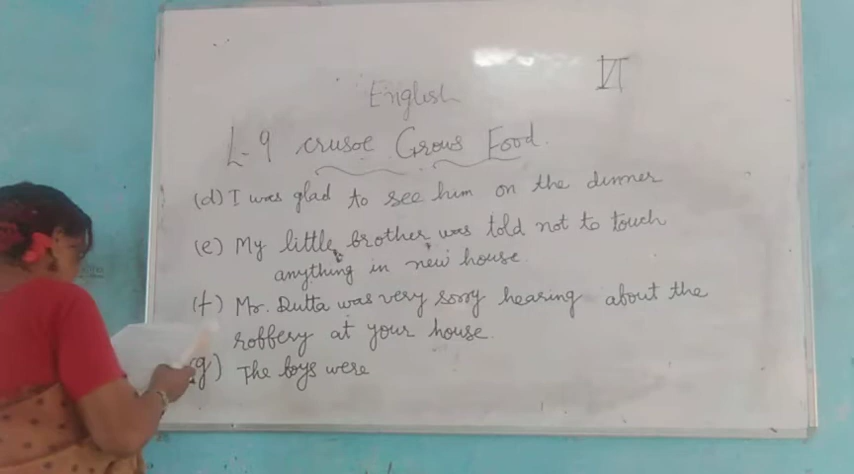 VI
English
L-9 Crusoe Grows Food.
(d) I was glad to see him on the dinner
(e) My little brother was told not to touch
anything in new house.
(f) Mr. Dutta was very sorry hearing about the
roffery at your house.
(g) The boys were